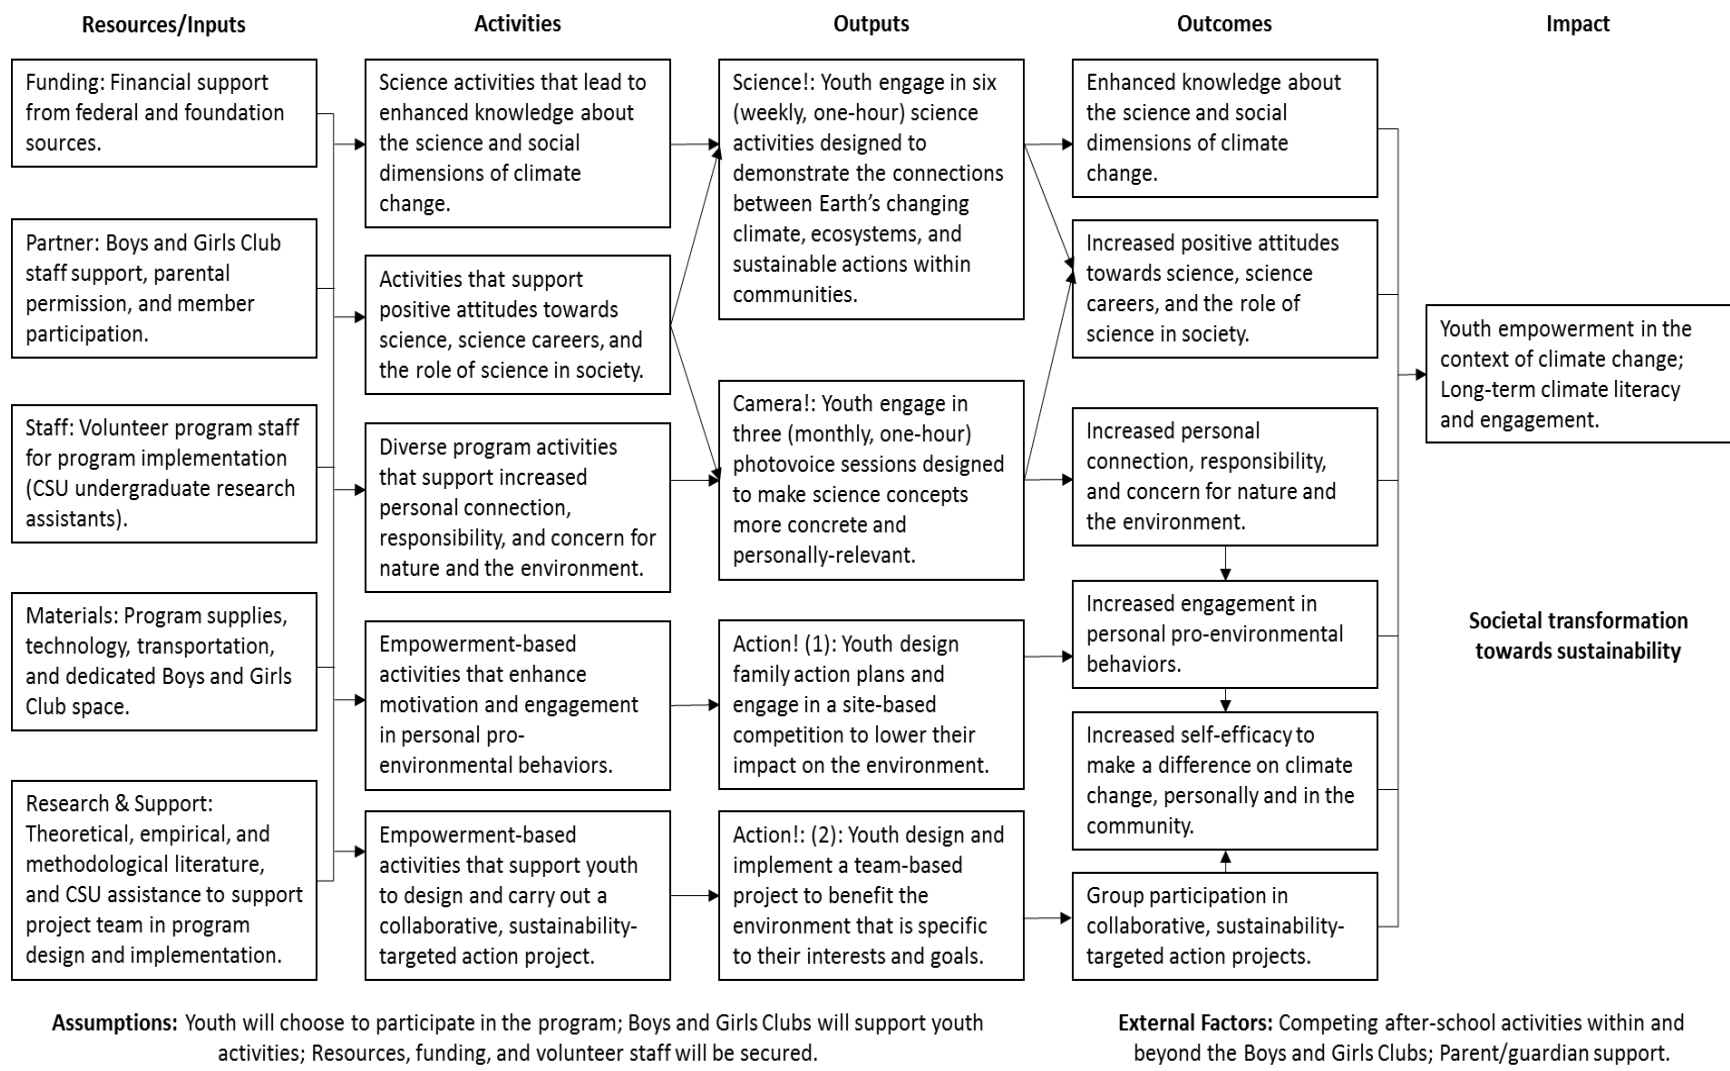 Resources/Inputs
Activities
Outputs
Outcomes
Impact
Funding: Financial support
from federal and foundation
sources.
Partner: Boys and Girls Club
staff support, parental
permission, and member
participation.
Staff: Volunteer program staff
for program implementation
(CSU undergraduate research
assistants).
Materials: Program supplies,
technology, transportation,
and dedicated Boys and Girls
Club space.
Research & Support:
Theoretical, empirical, and
methodological literature,
and CSU assistance to support
project team in program
design and implementation.
Science activities that lead to
enhanced knowledge about
the science and social
dimensions of climate
change.
Activities that support
positive attitudes towards
science, science careers, and
the role of science in society.
Diverse program activities
that support increased
personal connection,
responsibility, and concern for
nature and the environment.
Empowerment-based
activities that enhance
motivation and engagement
in personal pro-
environmental behaviors.
Empowerment-based
activities that support youth
to design and carry out a
collaborative, sustainability-
targeted action project.
Science!: Youth engage in six
(weekly, one-hour) science
activities designed to
demonstrate the connections
between Earth's changing
climate, ecosystems, and
sustainable actions within
communities.
Camera!: Youth engage in
three (monthly, one-hour)
photovoice sessions designed
to make science concepts
more concrete and
personally-relevant.
Action! (1): Youth design
family action plans and
engage in a site-based
competition to lower their
impact on the environment.
Action!: (2): Youth design and
implement a team-based
project to benefit the
environment that is specific
to their interests and goals.
Enhanced knowledge about
the science and social
dimensions of climate
change.
Increased positive attitudes
towards science, science
careers, and the role of
science in society.
Increased personal
connection, responsibility,
and concern for nature and
the environment.
Increased engagement in
personal pro-environmental
behaviors.
Increased self-efficacy to
make a difference on climate
change, personally and in the
community.
Group participation in
collaborative, sustainability-
targeted action projects.
Youth empowerment in the
context of climate change;
Long-term climate literacy
and engagement.
Societal transformation
towards sustainability
Assumptions: Youth will choose to participate in the program; Boys and Girls Clubs will support youth
activities; Resources, funding, and volunteer staff will be secured.
External Factors: Competing after-school activities within and
beyond the Boys and Girls Clubs; Parent/guardian support.